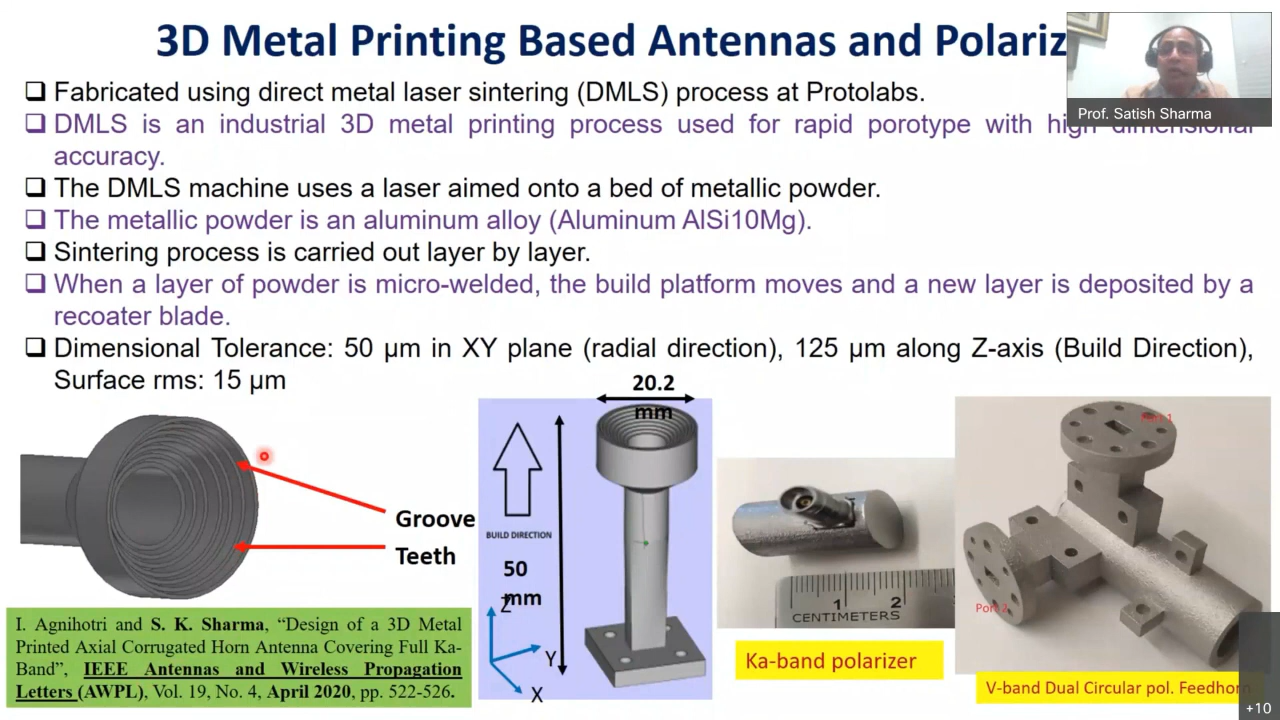 3D Metal Printing Based Antennas and Polariz
Prof. Satish Sharma
❑ Fabricated using direct metal laser sintering (DMLS) process at Protolabs.
❑ DMLS is an industrial 3D metal printing process used for rapid porotype with high dimensional
accuracy.
❑ The DMLS machine uses a laser aimed onto a bed of metallic powder.
❑ The metallic powder is an aluminum alloy (Aluminum AlSi10Mg).
❑ Sintering process is carried out layer by layer.
❑ When a layer of powder is micro-welded, the build platform moves and a new layer is deposited by a
recoater blade.
❑ Dimensional Tolerance: 50 µm in XY plane (radial direction), 125 µm along Z-axis (Build Direction),
Surface rms: 15 µm
Groove
Teeth
20.2
mm
BUILD DIRECTION
50
mm
Z
Y
X
1 2
CENTIMETERS
Port 1
Port 2
I. Agnihotri and S. K. Sharma, “Design of a 3D Metal
Printed Axial Corrugated Horn Antenna Covering Full Ka-
Band”, IEEE Antennas and Wireless Propagation
Letters (AWPL), Vol. 19, No. 4, April 2020, pp. 522-526.
Ka-band polarizer
V-band Dual Circular pol. Feedhorn
+10